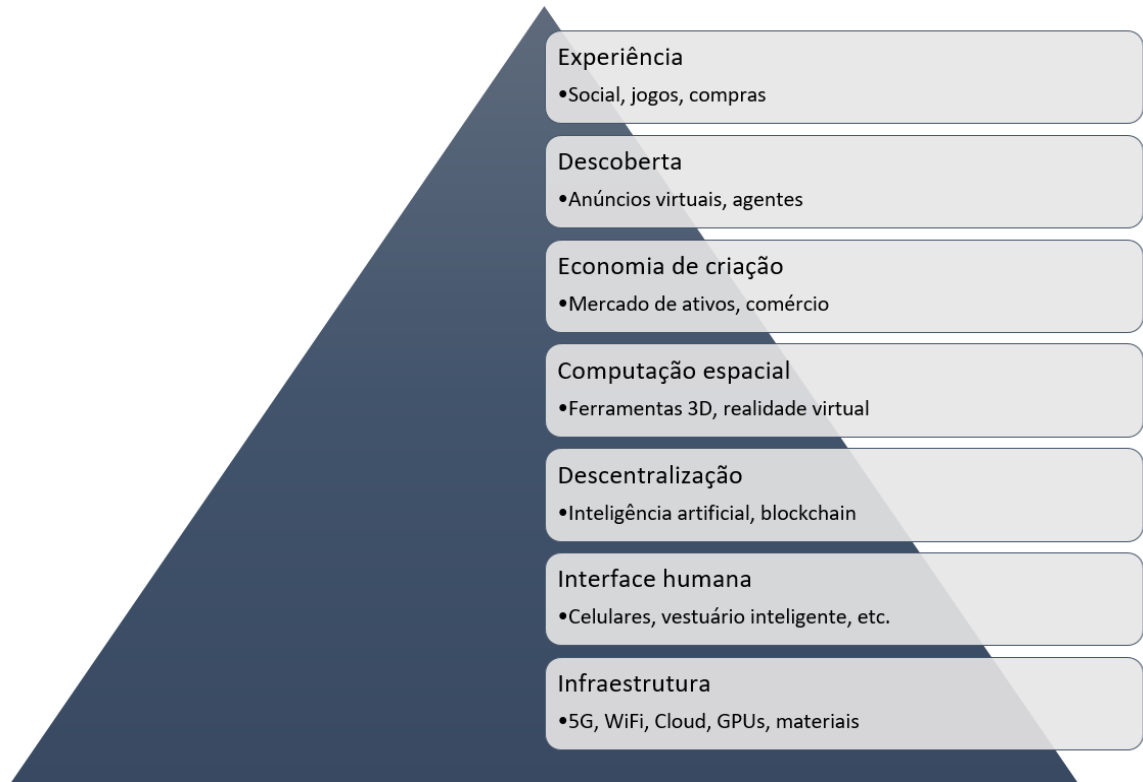 Experiência
•Social, jogos, compras
Descoberta
•Anúncios virtuais, agentes
Economia de criação
•Mercado de ativos, comércio
Computação espacial
•Ferramentas 3D, realidade virtual
Descentralização
•Inteligência artificial, blockchain
Interface humana
•Celulares, vestuário inteligente, etc.
Infraestrutura
•5G, WiFi, Cloud, GPUs, materiais